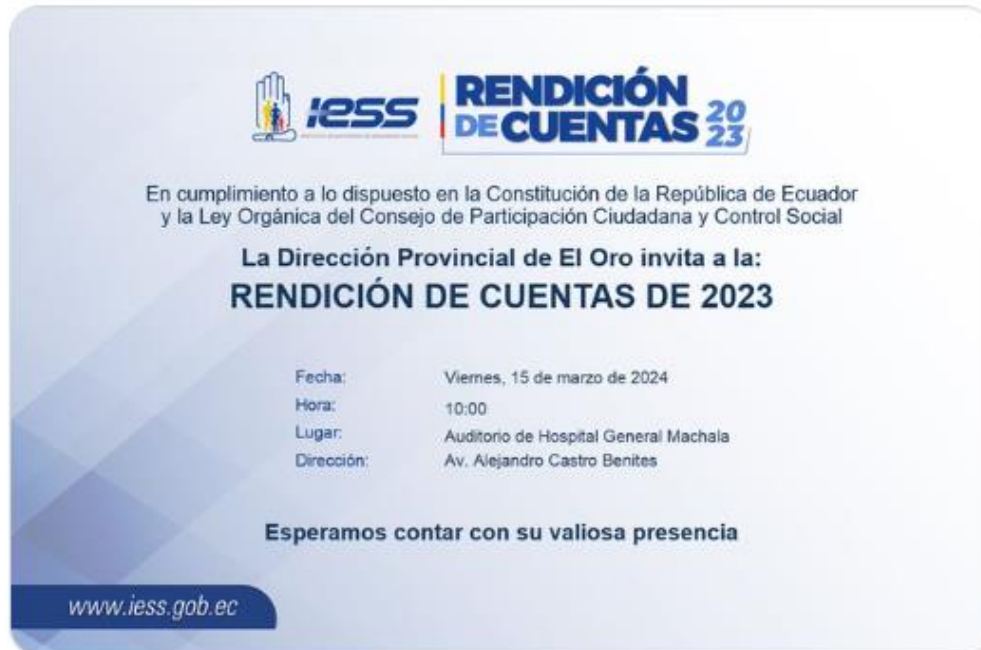 iess
RENDICIÓN
DE CUENTAS 2023
En cumplimiento a lo dispuesto en la Constitución de la República de Ecuador
y la Ley Orgánica del Consejo de Participación Ciudadana y Control Social
La Dirección Provincial de El Oro invita a la:
RENDICIÓN DE CUENTAS DE 2023
Fecha: Viernes, 15 de marzo de 2024
Hora: 10:00
Lugar: Auditorio de Hospital General Machala
Dirección: Av. Alejandro Castro Benites
Esperamos contar con su valiosa presencia
www.iess.gob.ec